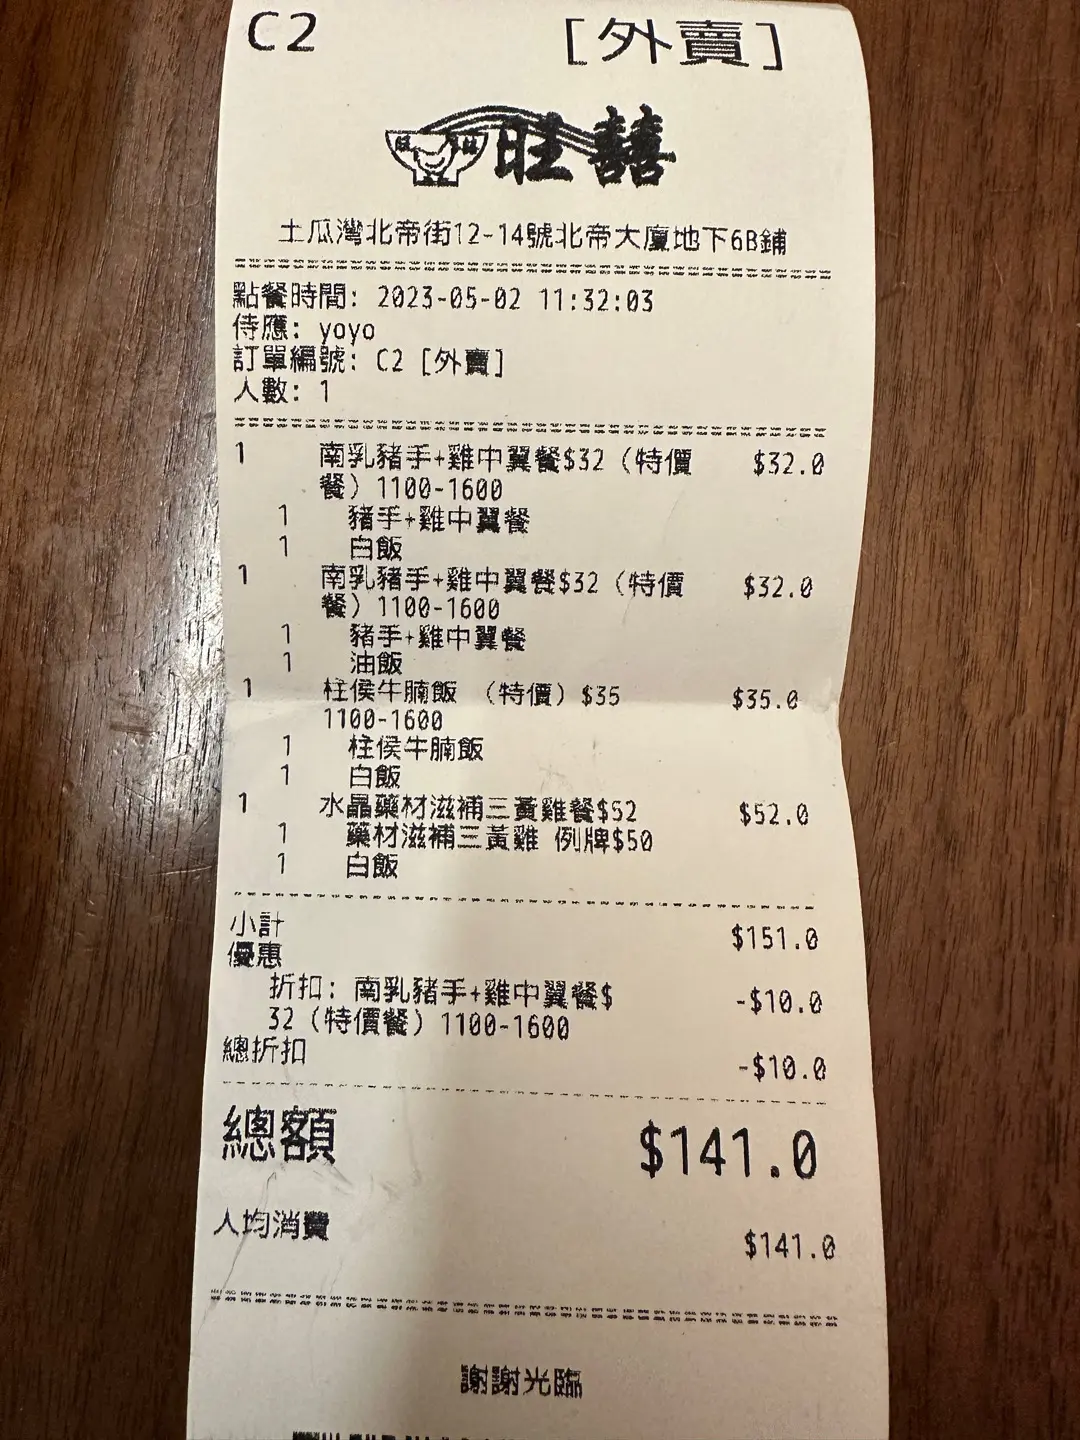 C2 [外賣]
旺 旺 旺囍
土瓜灣北帝街12-14號北帝大廈地下6B鋪
點餐時間: 2023-05-02 11:32:03
侍應: yoyo
訂單編號: C2 [外賣]
人數: 1
1 南乳豬手+雞中翼餐$32（特價 $32.0
餐）1100-1600
1 豬手+雞中翼餐
1 白飯
1 南乳豬手+雞中翼餐$32（特價 $32.0
餐）1100-1600
1 豬手+雞中翼餐
1 油飯
1 柱侯牛腩飯 （特價）$35 $35.0
1100-1600
1 柱侯牛腩飯
1 白飯
1 水晶藥材滋補三黃雞餐$52 $52.0
1 藥材滋補三黃雞 例牌$50
1 白飯
小計 $151.0
優惠
折扣: 南乳豬手+雞中翼餐$ -$10.0
32（特價餐）1100-1600
總折扣 -$10.0
總額 $141.0
人均消費 $141.0
謝謝光臨